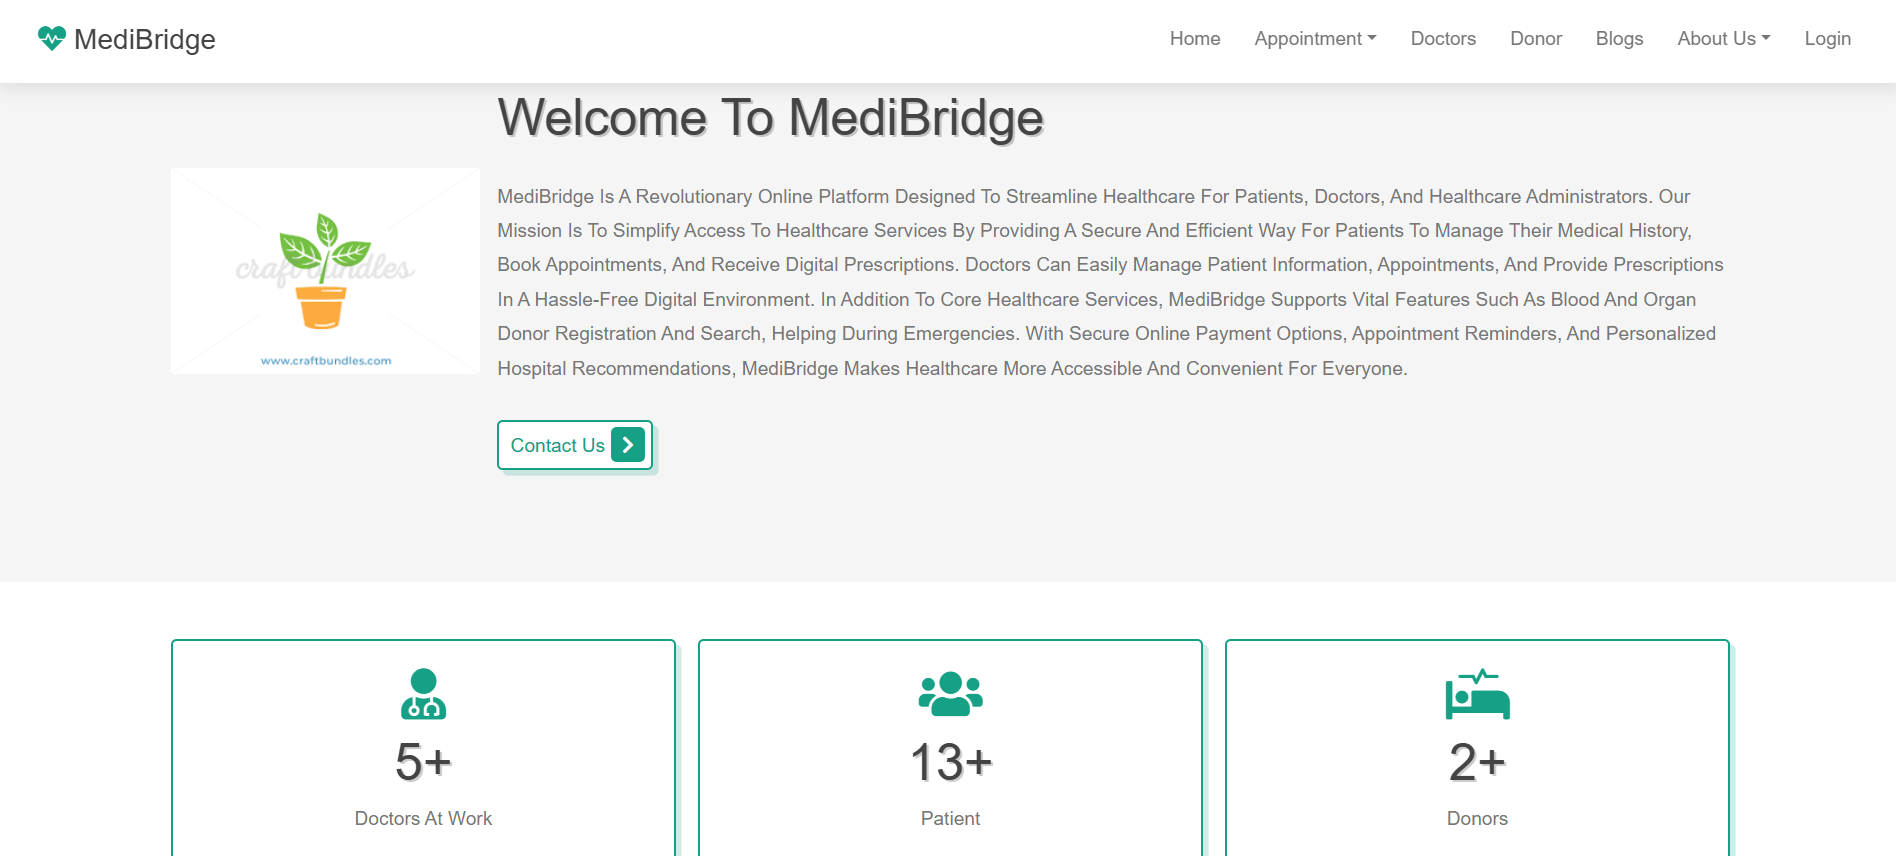 MediBridge
Home
Appointment
Doctors
Donor
Blogs
About Us
Login
Welcome To MediBridge
craft bundles
www.craftbundles.com
MediBridge Is A Revolutionary Online Platform Designed To Streamline Healthcare For Patients, Doctors, And Healthcare Administrators. Our
Mission Is To Simplify Access To Healthcare Services By Providing A Secure And Efficient Way For Patients To Manage Their Medical History,
Book Appointments, And Receive Digital Prescriptions. Doctors Can Easily Manage Patient Information, Appointments, And Provide Prescriptions
In A Hassle-Free Digital Environment. In Addition To Core Healthcare Services, MediBridge Supports Vital Features Such As Blood And Organ
Donor Registration And Search, Helping During Emergencies. With Secure Online Payment Options, Appointment Reminders, And Personalized
Hospital Recommendations, MediBridge Makes Healthcare More Accessible And Convenient For Everyone.
Contact Us
5+
Doctors At Work
13+
Patient
2+
Donors